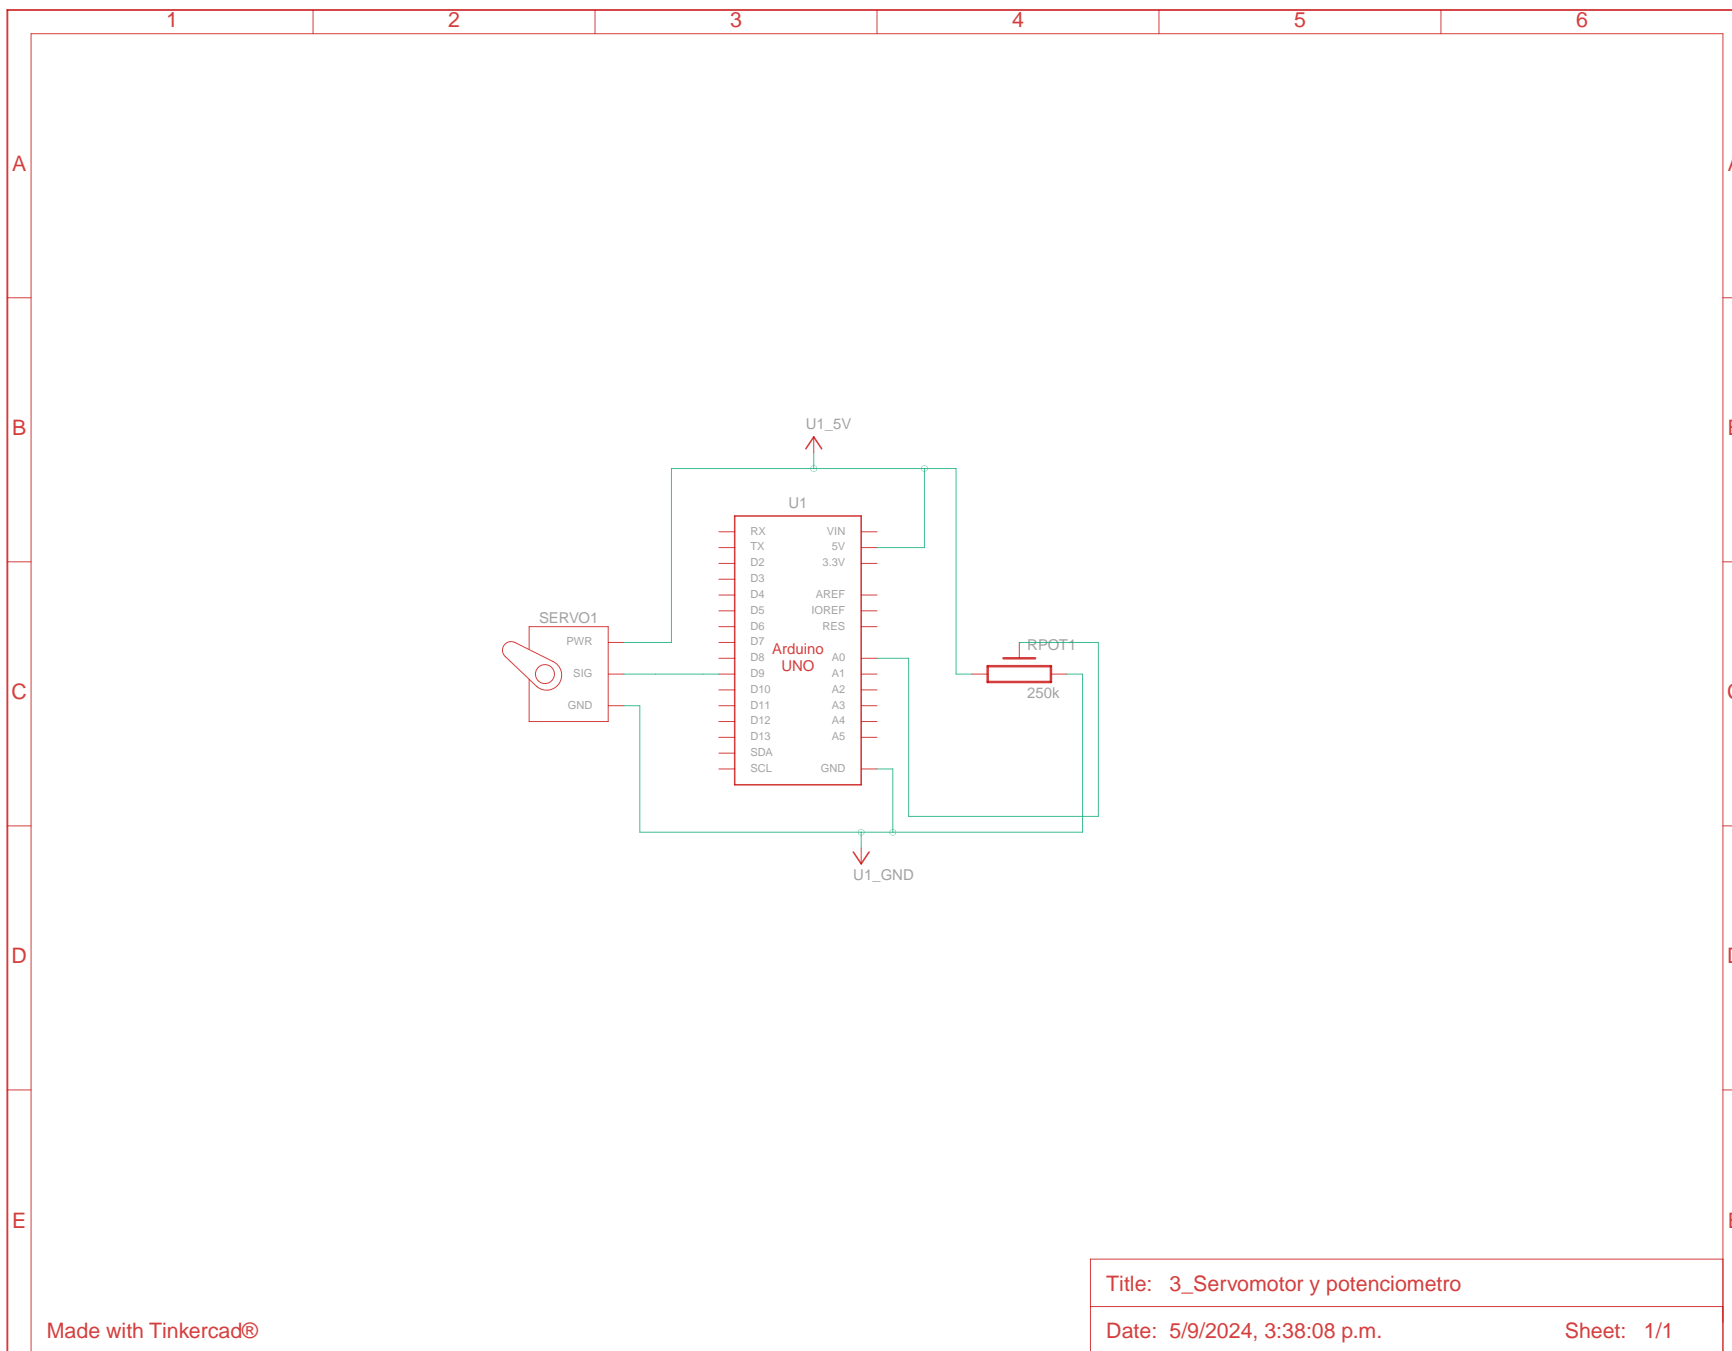 1 2 3 4 5 6
A
B
C
D
E
U1_5V
U1
RX VIN
TX 5V
D2 3.3V
D3
D4 AREF
D5 IOREF
D6 RES
D7
D8 A0
D9 A1
D10 A2
D11 A3
D12 A4
D13 A5
SDA
SCL GND
Arduino
UNO
SERVO1
PWR
SIG
GND
RPOT1
250k
U1_GND
Title: 3_Servomotor y potenciometro
Date: 5/9/2024, 3:38:08 p.m. Sheet: 1/1
Made with Tinkercad®